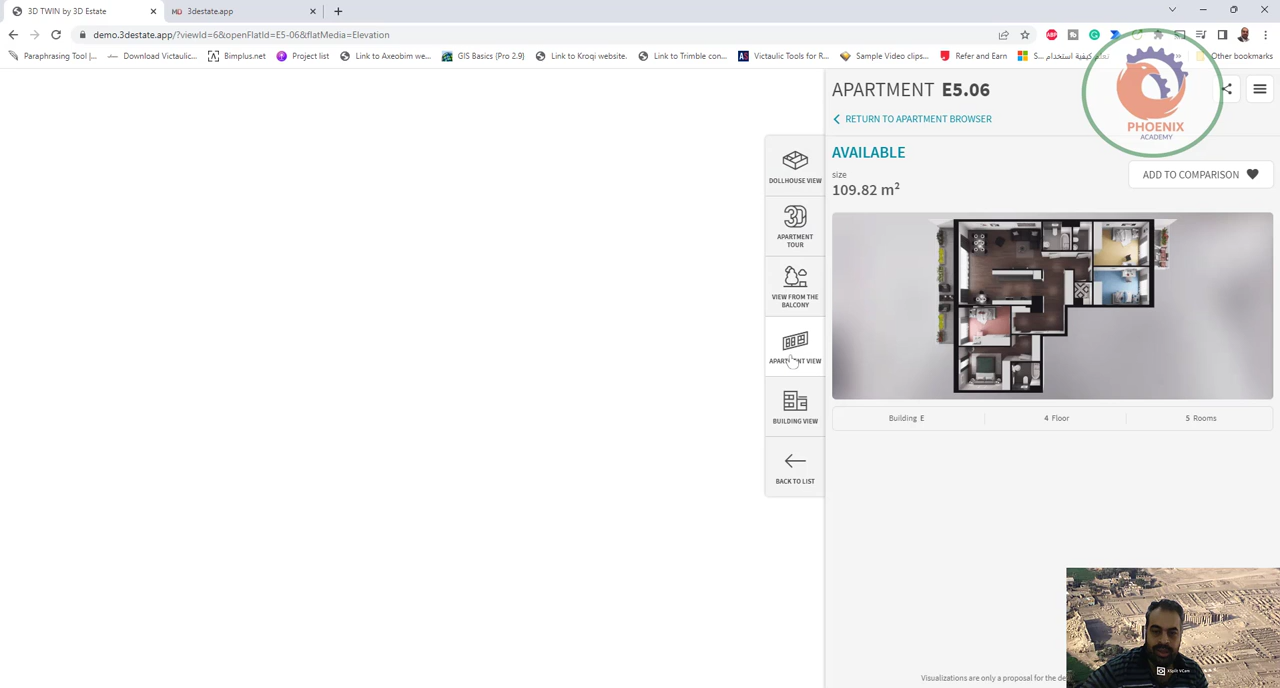 3D TWIN by 3D Estate
3destate.app
demo.3destate.app/?viewId=6&openFlatId=E5-06&flatMedia=Elevation
Paraphrasing Tool |...
Download Victaulic...
Bimplus.net
Project list
Link to Axeobim we...
GIS Basics (Pro 2.9)
Link to Kroqi website.
Link to Trimble con...
Victaulic Tools for R...
Sample Video clips...
Refer and Earn
Other bookmarks
APARTMENT E5.06
RETURN TO APARTMENT BROWSER
PHOENIX
ACADEMY
AVAILABLE
size
109.82 m²
ADD TO COMPARISON
DOLLHOUSE VIEW
3D
APARTMENT
TOUR
VIEW FROM THE
BALCONY
APARTMENT VIEW
BUILDING VIEW
BACK TO LIST
Building E
4 Floor
5 Rooms
Visualizations are only a proposal for the de
XSplit VCam